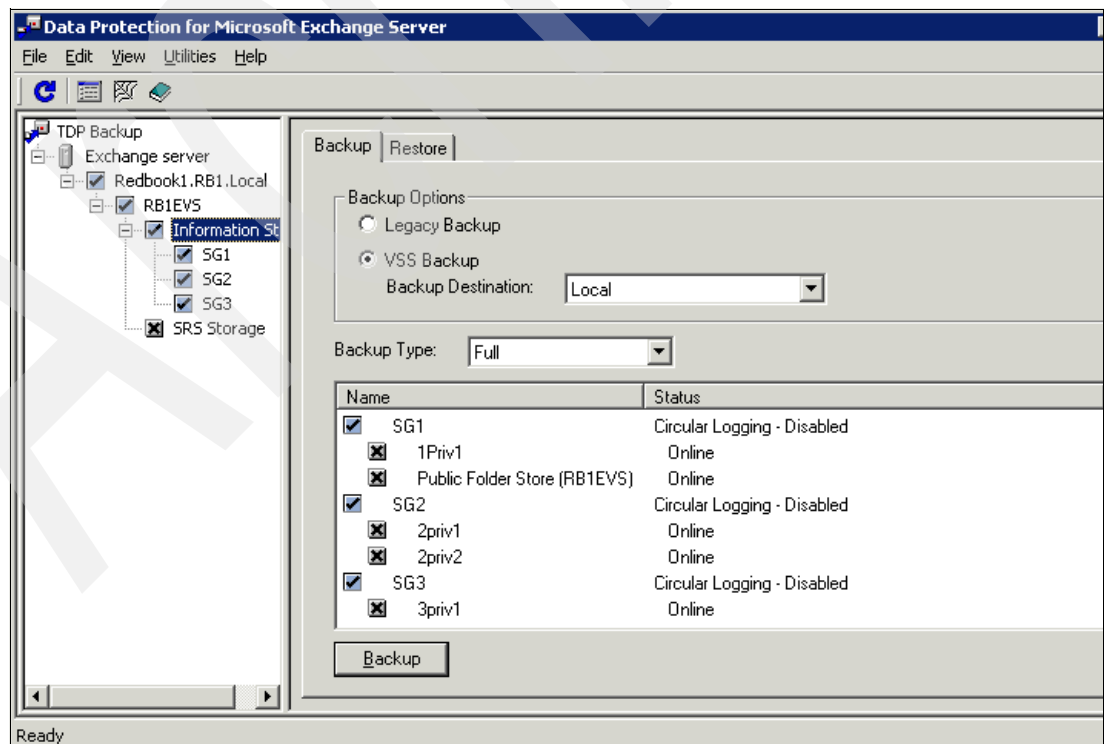 Data Protection for Microsoft Exchange Server
File Edit View Utilities Help
TDP Backup
Exchange server
Redbook1.RB1.Local
RB1EVS
Information St
SG1
SG2
SG3
SRS Storage
Backup Restore
Backup Options
Legacy Backup
VSS Backup
Backup Destination: Local
Backup Type: Full
Name Status
SG1 Circular Logging - Disabled
1Priv1 Online
Public Folder Store (RB1EVS) Online
SG2 Circular Logging - Disabled
2priv1 Online
2priv2 Online
SG3 Circular Logging - Disabled
3priv1 Online
Backup
Ready